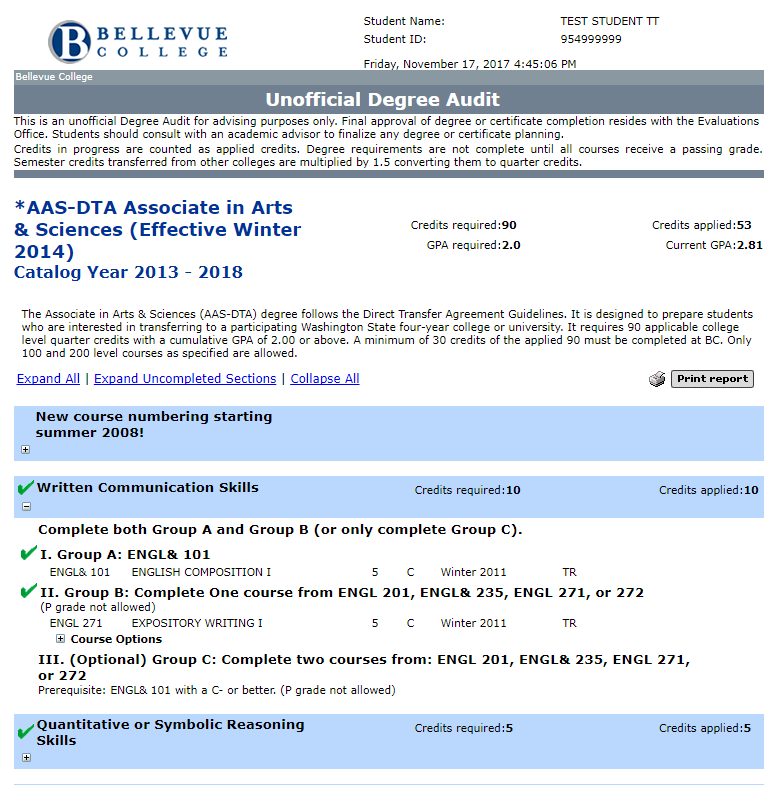 BELLEVUE
COLLEGE
Student Name: TEST STUDENT TT
Student ID: 954999999
Friday, November 17, 2017 4:45:06 PM
Bellevue College
Unofficial Degree Audit
This is an unofficial Degree Audit for advising purposes only. Final approval of degree or certificate completion resides with the Evaluations
Office. Students should consult with an academic advisor to finalize any degree or certificate planning.
Credits in progress are counted as applied credits. Degree requirements are not complete until all courses receive a passing grade.
Semester credits transferred from other colleges are multiplied by 1.5 converting them to quarter credits.
*AAS-DTA Associate in Arts
& Sciences (Effective Winter
2014)
Catalog Year 2013 - 2018
Credits required:90 Credits applied:53
GPA required:2.0 Current GPA:2.81
The Associate in Arts & Sciences (AAS-DTA) degree follows the Direct Transfer Agreement Guidelines. It is designed to prepare students
who are interested in transferring to a participating Washington State four-year college or university. It requires 90 applicable college
level quarter credits with a cumulative GPA of 2.00 or above. A minimum of 30 credits of the applied 90 must be completed at BC. Only
100 and 200 level courses as specified are allowed.
Expand All | Expand Uncompleted Sections | Collapse All Print report
New course numbering starting
summer 2008!
Written Communication Skills Credits required:10 Credits applied:10
Complete both Group A and Group B (or only complete Group C).
I. Group A: ENGL& 101
ENGL& 101 ENGLISH COMPOSITION I 5 C Winter 2011 TR
II. Group B: Complete One course from ENGL 201, ENGL& 235, ENGL 271, or 272
(P grade not allowed)
ENGL 271 EXPOSITORY WRITING I 5 C Winter 2011 TR
Course Options
III. (Optional) Group C: Complete two courses from: ENGL 201, ENGL& 235, ENGL 271,
or 272
Prerequisite: ENGL& 101 with a C- or better. (P grade not allowed)
Quantitative or Symbolic Reasoning
Skills
Credits required:5 Credits applied:5